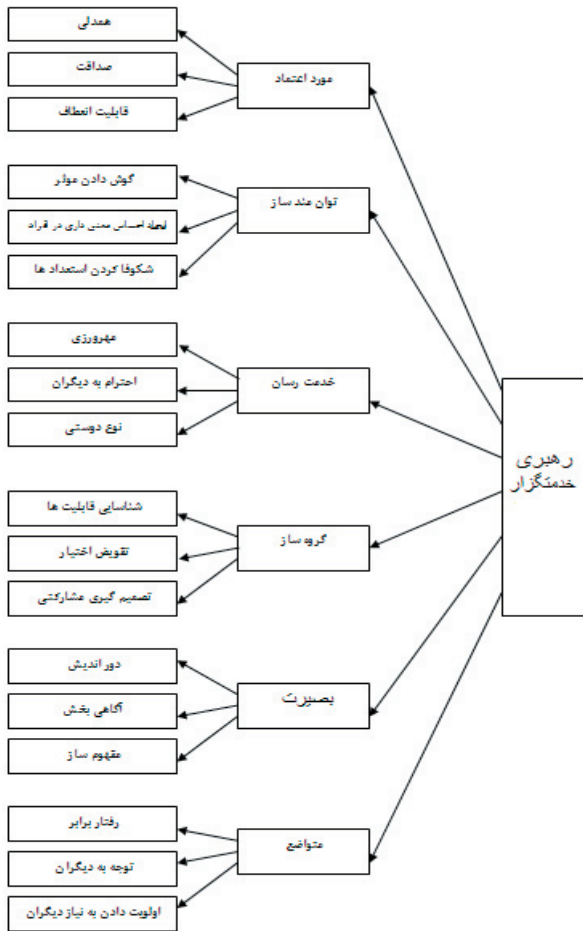 رهبری
خدمتگزار
مورد اعتماد
همدلی
صداقت
قابلیت انعطاف
توان مند ساز
گوش دادن موثر
ایجاد احساس معنی داری در افراد
شکوفا کردن استعداد ها
خدمت رسان
مهرورزی
احترام به دیگران
نوع دوستی
گروه ساز
شناسایی قابلیت ها
تفویض اختیار
تصمیم گیری مشارکتی
بصیرت
دور اندیش
آگاهی بخش
مفهوم ساز
متواضع
رفتار برابر
توجه به دیگران
اولویت دادن به نیاز دیگران